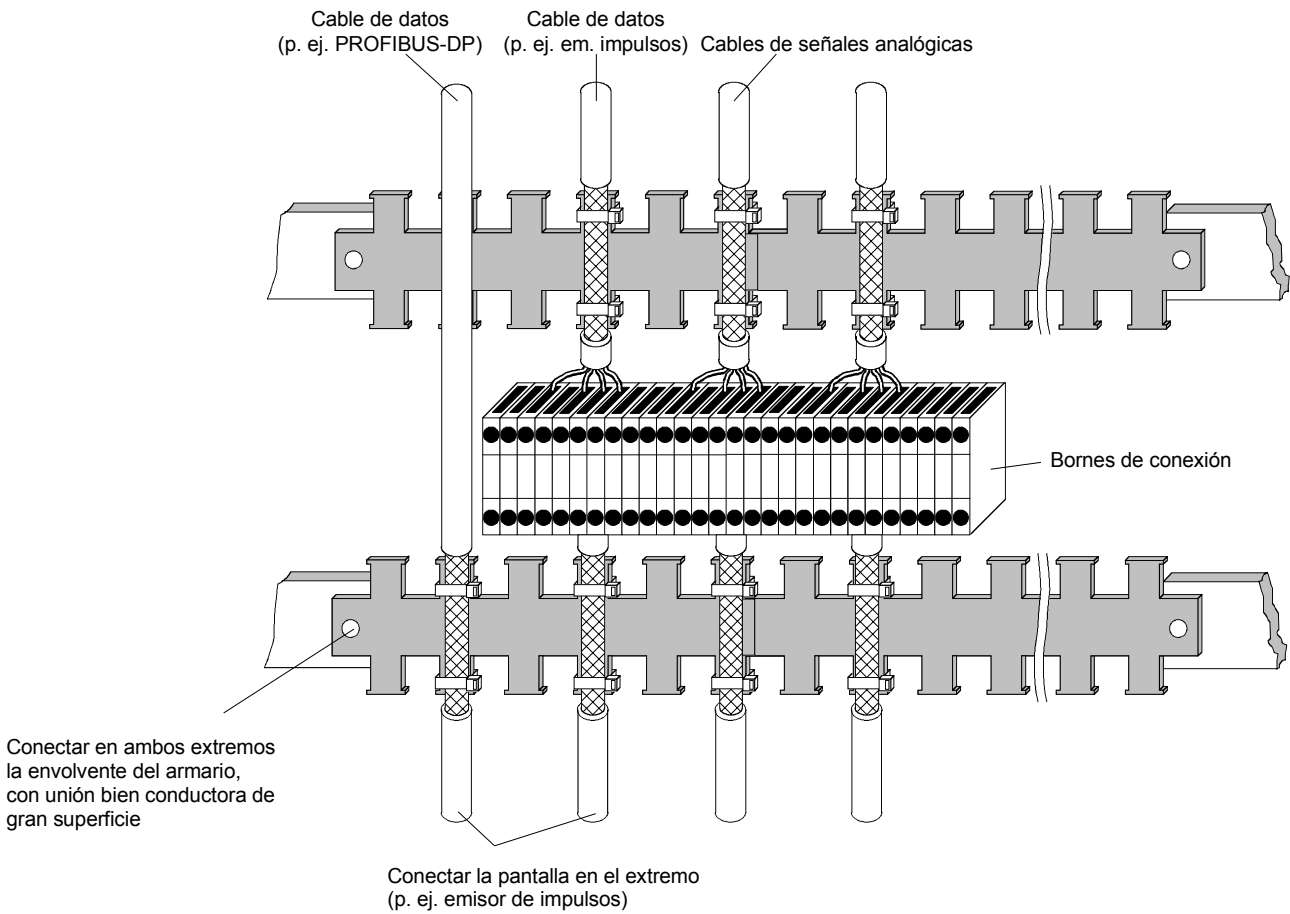 Cable de datos
(p. ej. PROFIBUS-DP)
Cable de datos
(p. ej. em. impulsos)
Cables de señales analógicas
Bornes de conexión
Conectar en ambos extremos
la envolvente del armario,
con unión bien conductora de
gran superficie
Conectar la pantalla en el extremo
(p. ej. emisor de impulsos)